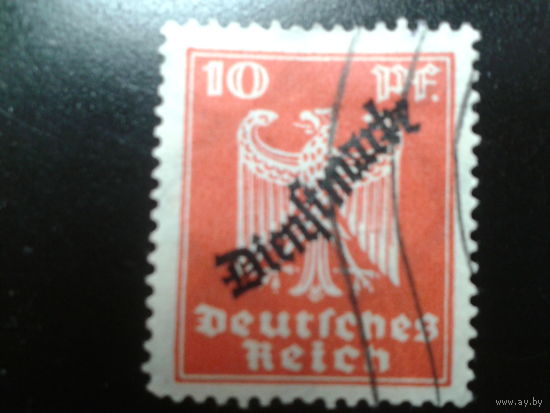 10 Pf.
Dienstmarke
Deutsches
Reich
www.ay.by